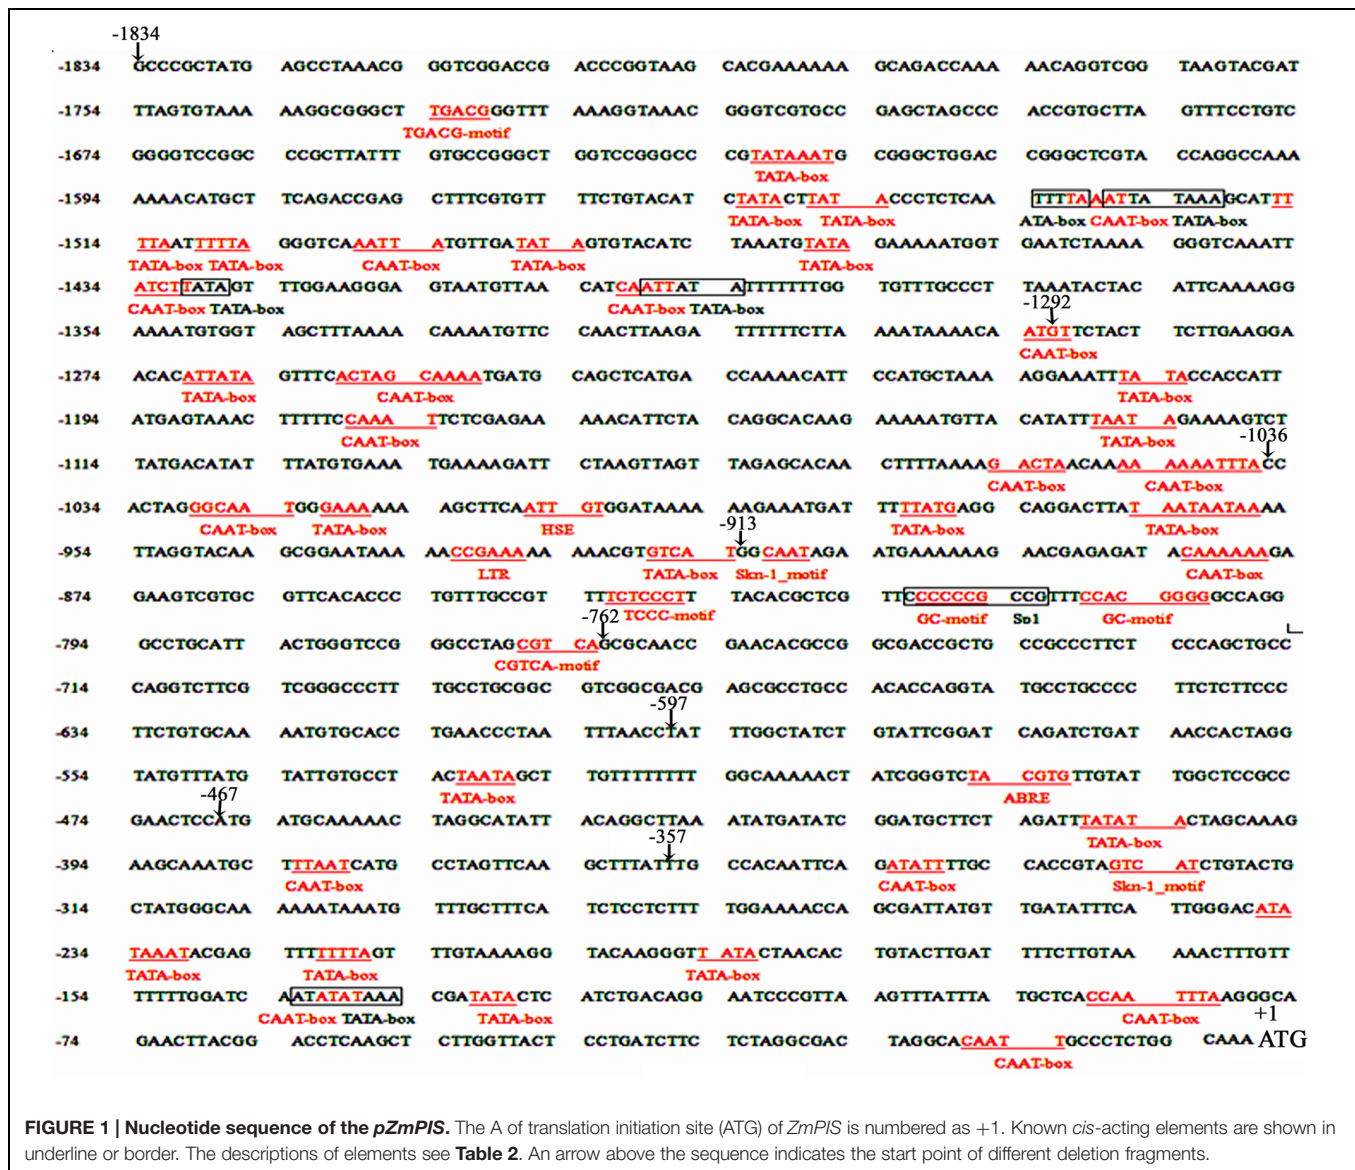 -1834
-1834 GCCCGCTATG AGCCTAAACG GGTCGGACCG ACCCGGTAAG CACGAAAAAA GCAGACCAAA AACAGGTCGG TAAGTACGAT
-1754 TTAGTGTAAA AAGGCGGGCT TGACGGGTTT AAAGGTAAAC GGGTCGTGCC GAGCTAGCCC ACCGTGCTTA GTTTCCTGTC
TGACG-motif
-1674 GGGGTCCGGC CCGCTTATTT GTGCCGGGCT GGTCCGGGCC CGTATAAATG CGGGCTGGAC CGGGCTCGTA CCAGGCCAAA
TATA-box
-1594 AAAACATGCT TCAGACCGAG CTTTCGTGTT TTCTGTACAT CTATACTTAT ACCCTCTCAA TTTTAAATTA TAAAGCATTT
TATA-box TATA-box ATA-box CAAT-box TATA-box
-1514 TTAATTTTTA GGGTCAAATT ATGTTGATAT AGTGTACATC TAAATGTATA GAAAAATGGT GAATCTAAAA GGGTCAAATT
TATA-box TATA-box CAAT-box TATA-box TATA-box
-1434 ATCTTATAGT TTGGAAGGGA GTAATGTTAA CATCAATTAT ATTTTTTTGG TGTTTGCCCT TAAATACTAC ATTCAAAAGG
CAAT-box TATA-box CAAT-box TATA-box -1292
-1354 AAAATGTGGT AGCTTTAAAA CAAAATGTTC CAACTTAAGA TTTTTTCTTA AAATAAAACA ATGTTCTACT TCTTGAAGGA
CAAT-box
-1274 ACACATTATA GTTTCACTAG CAAAATGATG CAGCTCATGA CCAAAACATT CCATGCTAAA AGGAAATTTA TACCACCATT
TATA-box CAAT-box TATA-box
-1194 ATGAGTAAAC TTTTTCCAAA TTCTCGAGAA AAACATTCTA CAGGCACAAG AAAAATGTTA CATATTTAAT AGAAAAGTCT
CAAT-box TATA-box -1036
-1114 TATGACATAT TTATGTGAAA TGAAAAGATT CTAAGTTAGT TAGAGCACAA CTTTTAAAAG ACTAACAAAA AAAATTTACC
CAAT-box CAAT-box
-1034 ACTAGGGCAA TGGGAAAAAA AGCTTCAATT GTGGATAAAA AAGAAATGAT TTTTATGAGG CAGGACTTAT AATAATAAAA
CAAT-box TATA-box HSE -913 TATA-box TATA-box
-954 TTAGGTACAA GCGGAATAAA AACCGAAAAA AAACGTGTCA TGGCAATAGA ATGAAAAAAG AACGAGAGAT ACAAAAAAGA
LTR TATA-box Skn-1_motif CAAT-box
-874 GAAGTCGTGC GTTCACACCC TGTTTGCCGT TTTCTCCCTT TACACGCTCG TTCCCCCCG CCGTTTCCAC GGGGGCCAGG
-762 TCCC-motif GC-motif Sp1 GC-motif
-794 GCCTGCATT ACTGGGTCCG GGCCTAGCGT CAGCGCAACC GAACACGCCG GCGACCGCTG CCGCCCTTCT CCCAGCTGCC
CGTCA-motif
-714 CAGGTCTTCG TCGGGCCCTT TGCCTGCGGC GTCGGCGACG AGCGCCTGCC ACACCAGGTA TGCCTGCCCC TTCTCTTCCC
-597
-634 TTCTGTGCAA AATGTGCACC TGAACCCTAA TTTAACCTAT TTGGCTATCT GTATTCGGAT CAGATCTGAT AACCACTAGG
-554 TATGTTTATG TATTGTGCCT ACTAATAGCT TGTTTTTTTT GGCAAAAACT ATCGGGTCTA CGTGTTGTAT TGGCTCCGCC
-467 TATA-box ABRE
-474 GAACTCCATG ATGCAAAAAC TAGGCATATT ACAGGCTTAA ATATGATATC GGATGCTTCT AGATTTATAT ACTAGCAAAG
-357 TATA-box
-394 AAGCAAATGC TTTAATCATG CCTAGTTCAA GCTTTATTTG CCACAATTCA GATATTTTGC CACCGTAGTC ATCTGTACTG
CAAT-box CAAT-box Skn-1_motif
-314 CTATGGGCAA AAAATAAATG TTTGCTTTCA TCTCCTCTTT TGGAAAACCA GCGATTATGT TGATATTTCA TTGGGACATA
-234 TAAATACGAG TTTTTTTAGT TTGTAAAAGG TACAAGGGTT ATACTAACAC TGTACTTGAT TTTCTTGTAA AAACTTTGTT
TATA-box TATA-box TATA-box
-154 TTTTTGGATC AATATATAAA CGATATACTC ATCTGACAGG AATCCCGTTA AGTTTATTTA TGCTCACCAA TTTAAGGGCA
CAAT-box TATA-box TATA-box CAAT-box +1
-74 GAACTTACGG ACCTCAAGCT CTTGGTTACT CCTGATCTTC TCTAGGCGAC TAGGCACAAT TGCCCTCTGG CAAA ATG
CAAT-box
FIGURE 1 | Nucleotide sequence of the pZmPIS. The A of translation initiation site (ATG) of ZmPIS is numbered as +1. Known cis-acting elements are shown in
underline or border. The descriptions of elements see Table 2. An arrow above the sequence indicates the start point of different deletion fragments.